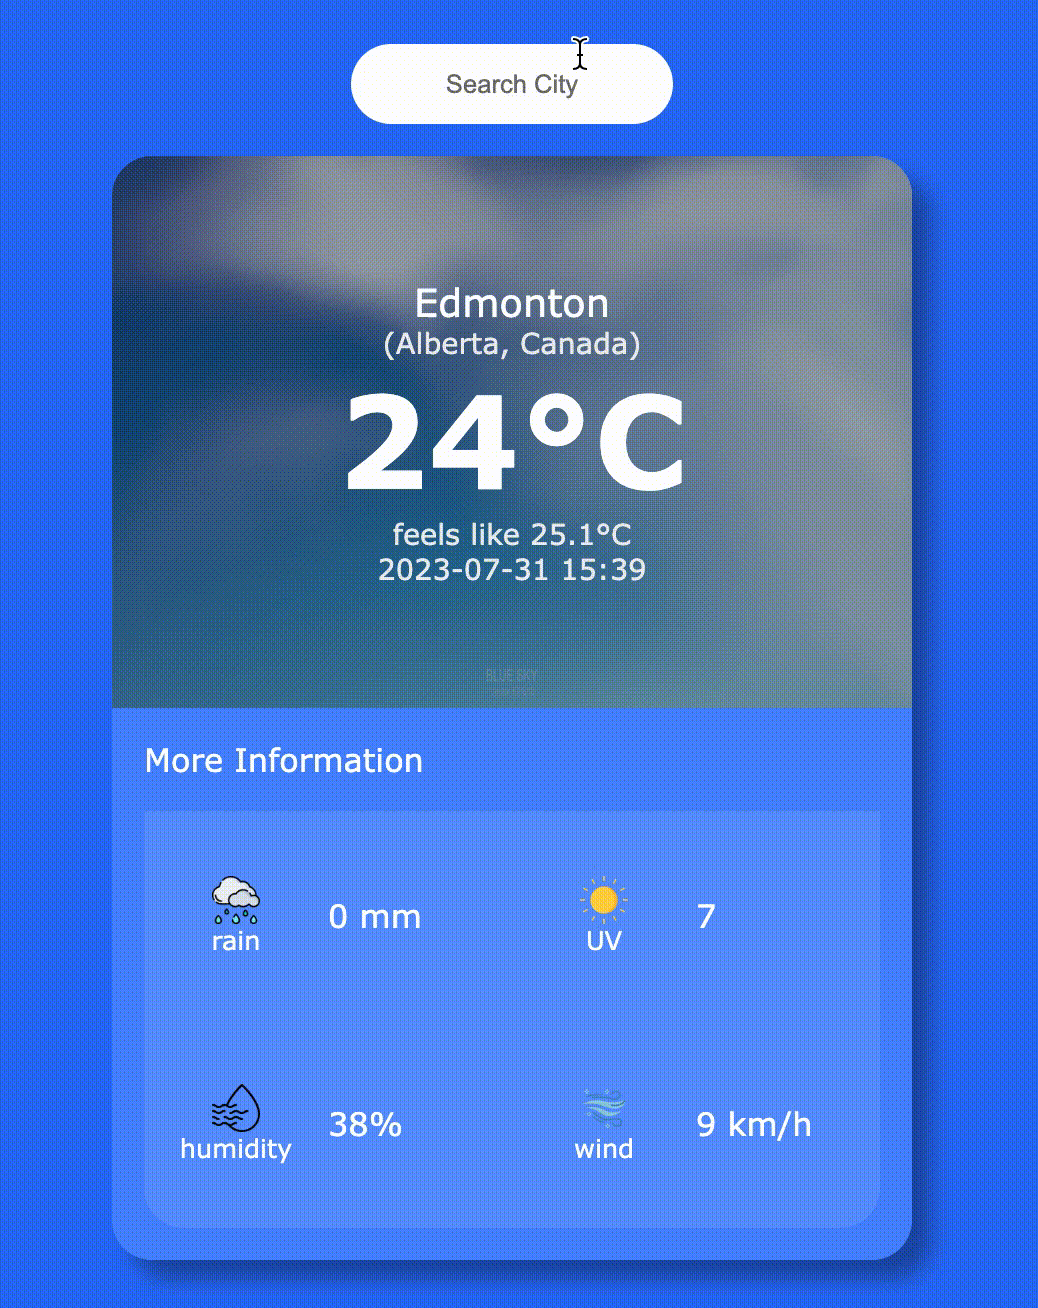 Search City
Edmonton
(Alberta, Canada)
24°C
feels like 25.1°C
2023-07-31 15:39
BLUE SKY
More Information
0 mm
7
rain
UV
38%
9 km/h
humidity
wind